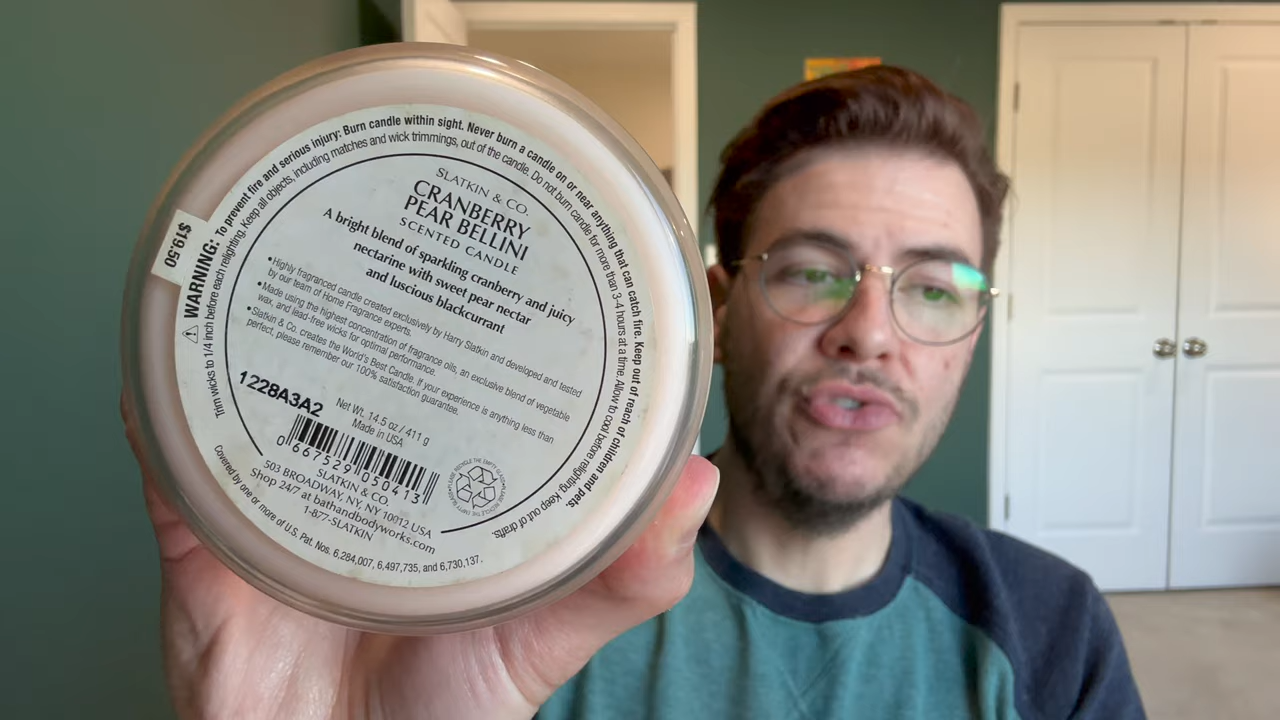 WARNING: To prevent fire and serious injury: Burn candle within sight. Never burn a candle on or near anything that can catch fire. Keep out of reach of children and pets.
Trim wicks to 1/4 inch before each relighting. Keep all objects, including matches and wick trimmings, out of the candle. Do not burn candle for more than 3-4 hours at a time. Allow to cool before relighting. Keep out of drafts.
$19.50
SLATKIN & CO.
CRANBERRY
PEAR BELLINI
SCENTED CANDLE
A bright blend of sparkling cranberry and juicy
nectarine with sweet pear nectar
and luscious blackcurrant
•Highly fragranced candle created exclusively by Harry Slatkin and developed and tested
by our team of Home Fragrance experts.
•Made using the highest concentration of fragrance oils, an exclusive blend of vegetable
wax, and lead-free wicks for optimal performance.
•Slatkin & Co. creates the World's Best Candle. If your experience is anything less than
perfect, please remember our 100% satisfaction guarantee.
1228A3A2
Net Wt. 14.5 oz / 411 g
Made in USA
0 667529 050413
SLATKIN & CO.
503 BROADWAY, NY, NY 10012 USA
Shop 24/7 at bathandbodyworks.com
1-877-SLATKIN
Covered by one or more of U.S. Pat. Nos. 6,284,007, 6,497,735, and 6,730,137.